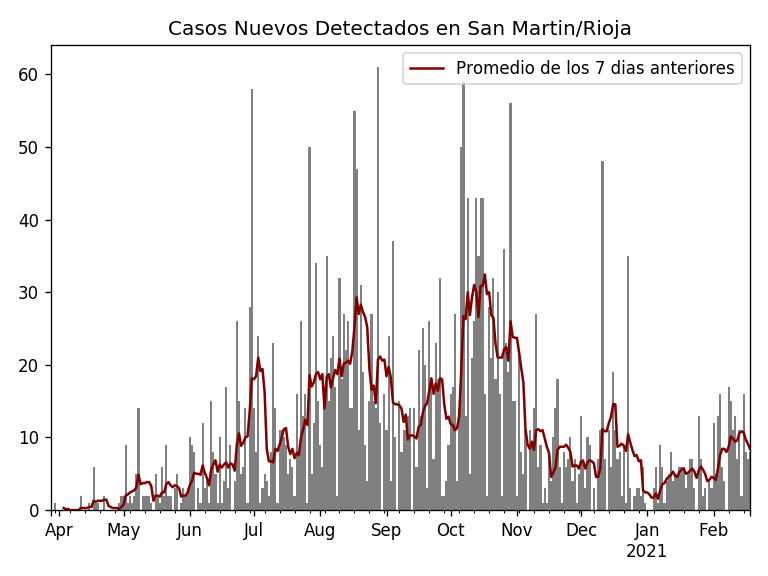 Casos Nuevos Detectados en San Martin/Rioja
Promedio de los 7 dias anteriores
60
50
40
30
20
10
0
Apr May Jun Jul Aug Sep Oct Nov Dec Jan Feb
2021